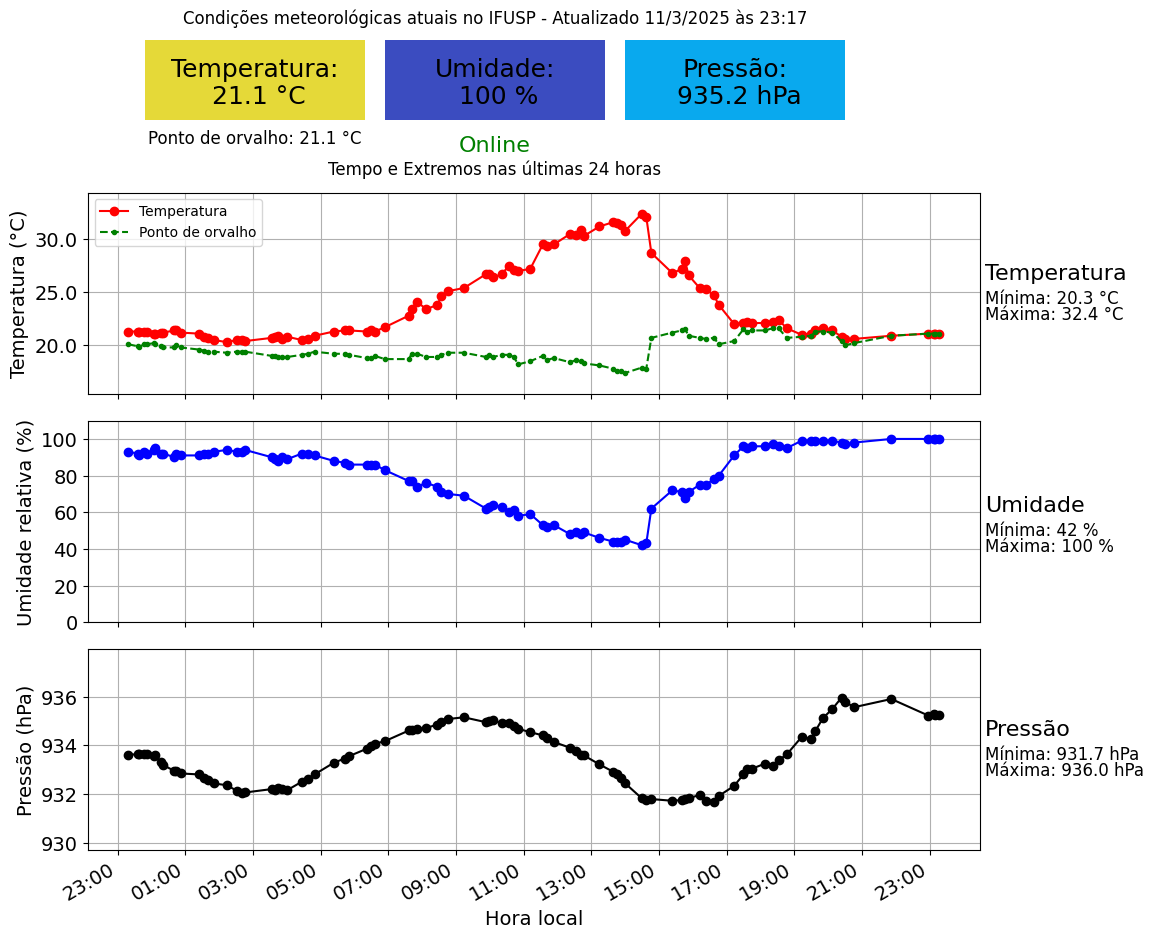 Condições meteorológicas atuais no IFUSP - Atualizado 11/3/2025 às 23:17
Temperatura:
21.1 °C
Umidade:
100 %
Pressão:
935.2 hPa
Ponto de orvalho: 21.1 °C
Online
Tempo e Extremos nas últimas 24 horas
Temperatura (°C)
30.0
25.0
20.0
Temperatura
Ponto de orvalho
Temperatura
Mínima: 20.3 °C
Máxima: 32.4 °C
Umidade relativa (%)
100
80
60
40
20
0
Umidade
Mínima: 42 %
Máxima: 100 %
Pressão (hPa)
936
934
932
930
Pressão
Mínima: 931.7 hPa
Máxima: 936.0 hPa
23:00 01:00 03:00 05:00 07:00 09:00 11:00 13:00 15:00 17:00 19:00 21:00 23:00
Hora local